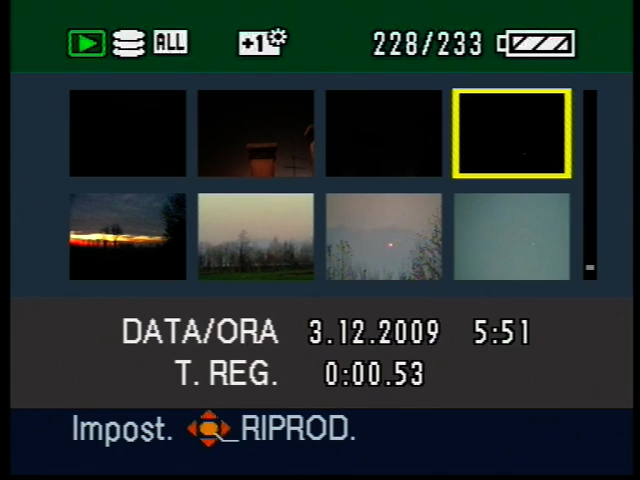 ALL +1 228/233
DATA/ORA 3.12.2009 5:51
T. REG. 0:00.53
Impost. RIPROD.